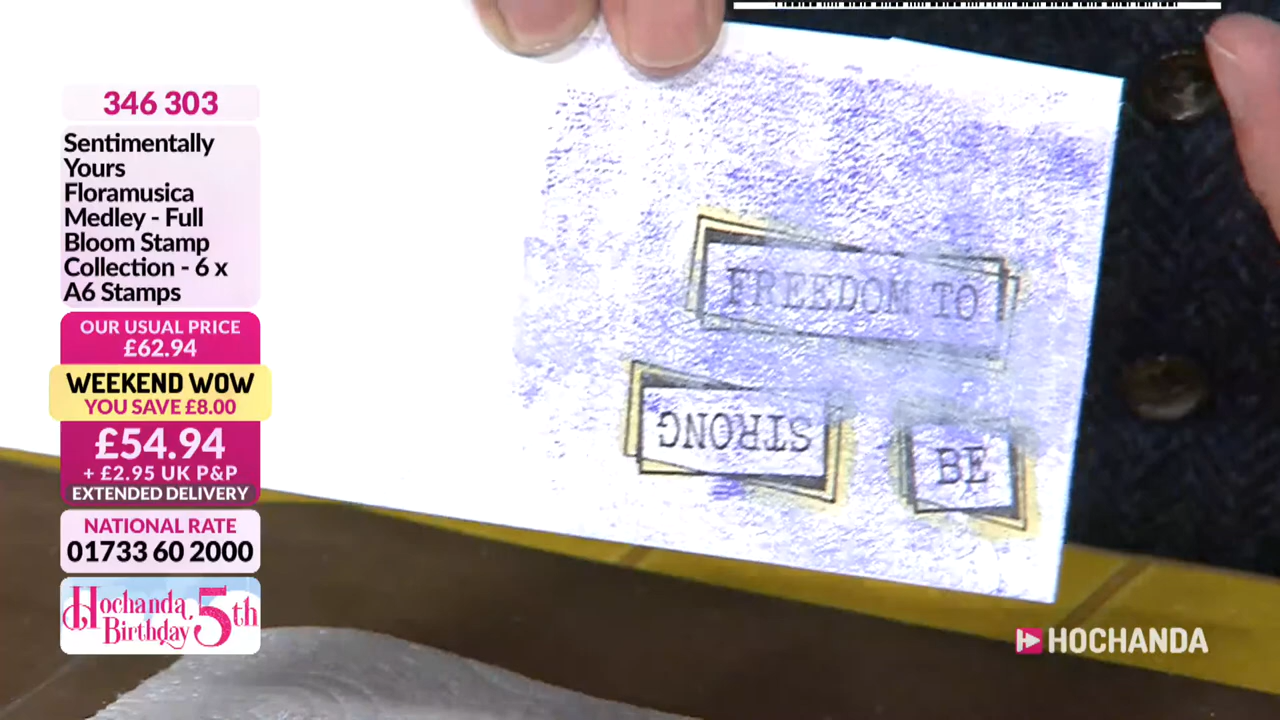 346 303
Sentimentally
Yours
Floramusica
Medley - Full
Bloom Stamp
Collection - 6 x
A6 Stamps
OUR USUAL PRICE
£62.94
WEEKEND WOW
YOU SAVE £8.00
£54.94
+ £2.95 UK P&P
EXTENDED DELIVERY
NATIONAL RATE
01733 60 2000
Hochanda
Birthday 5th
FREEDOM TO
STRONG
BE
HOCHANDA